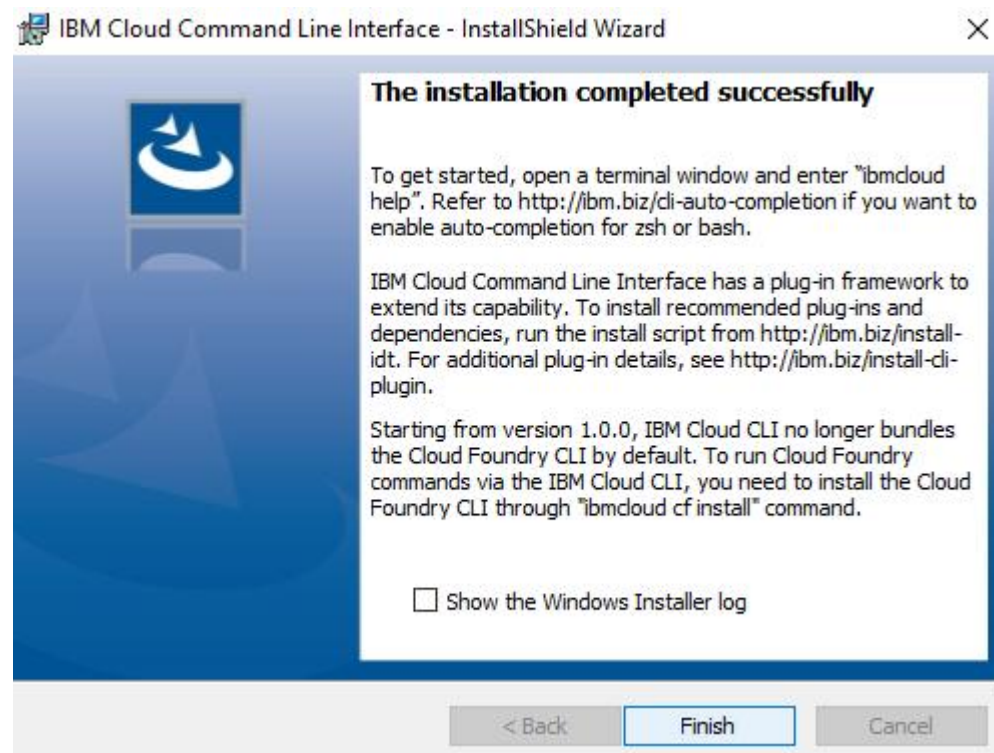 IBM Cloud Command Line Interface - InstallShield Wizard
The installation completed successfully
To get started, open a terminal window and enter "ibmcloud
help". Refer to http://ibm.biz/cli-auto-completion if you want to
enable auto-completion for zsh or bash.
IBM Cloud Command Line Interface has a plug-in framework to
extend its capability. To install recommended plug-ins and
dependencies, run the install script from http://ibm.biz/install-
idt. For additional plug-in details, see http://ibm.biz/install-cli-
plugin.
Starting from version 1.0.0, IBM Cloud CLI no longer bundles
the Cloud Foundry CLI by default. To run Cloud Foundry
commands via the IBM Cloud CLI, you need to install the Cloud
Foundry CLI through "ibmcloud cf install" command.
Show the Windows Installer log
< Back Finish Cancel